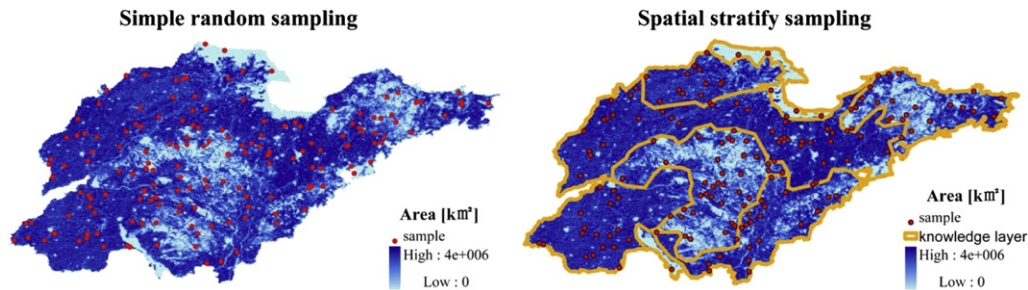 Simple random sampling
Spatial stratify sampling
Area [k㎡]
sample
High : 4e+006
Low : 0
Area [k㎡]
sample
knowledge layer
High : 4e+006
Low : 0